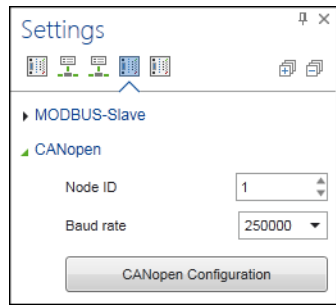 Settings
MODBUS-Slave
CANopen
Node ID 1
Baud rate 250000
CANopen Configuration